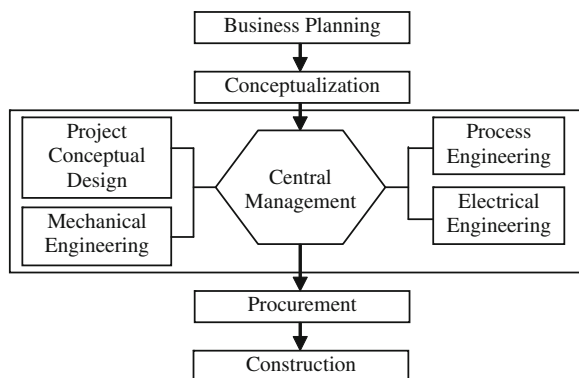 Business Planning
Conceptualization
Project
Conceptual
Design
Mechanical
Engineering
Central
Management
Process
Engineering
Electrical
Engineering
Procurement
Construction